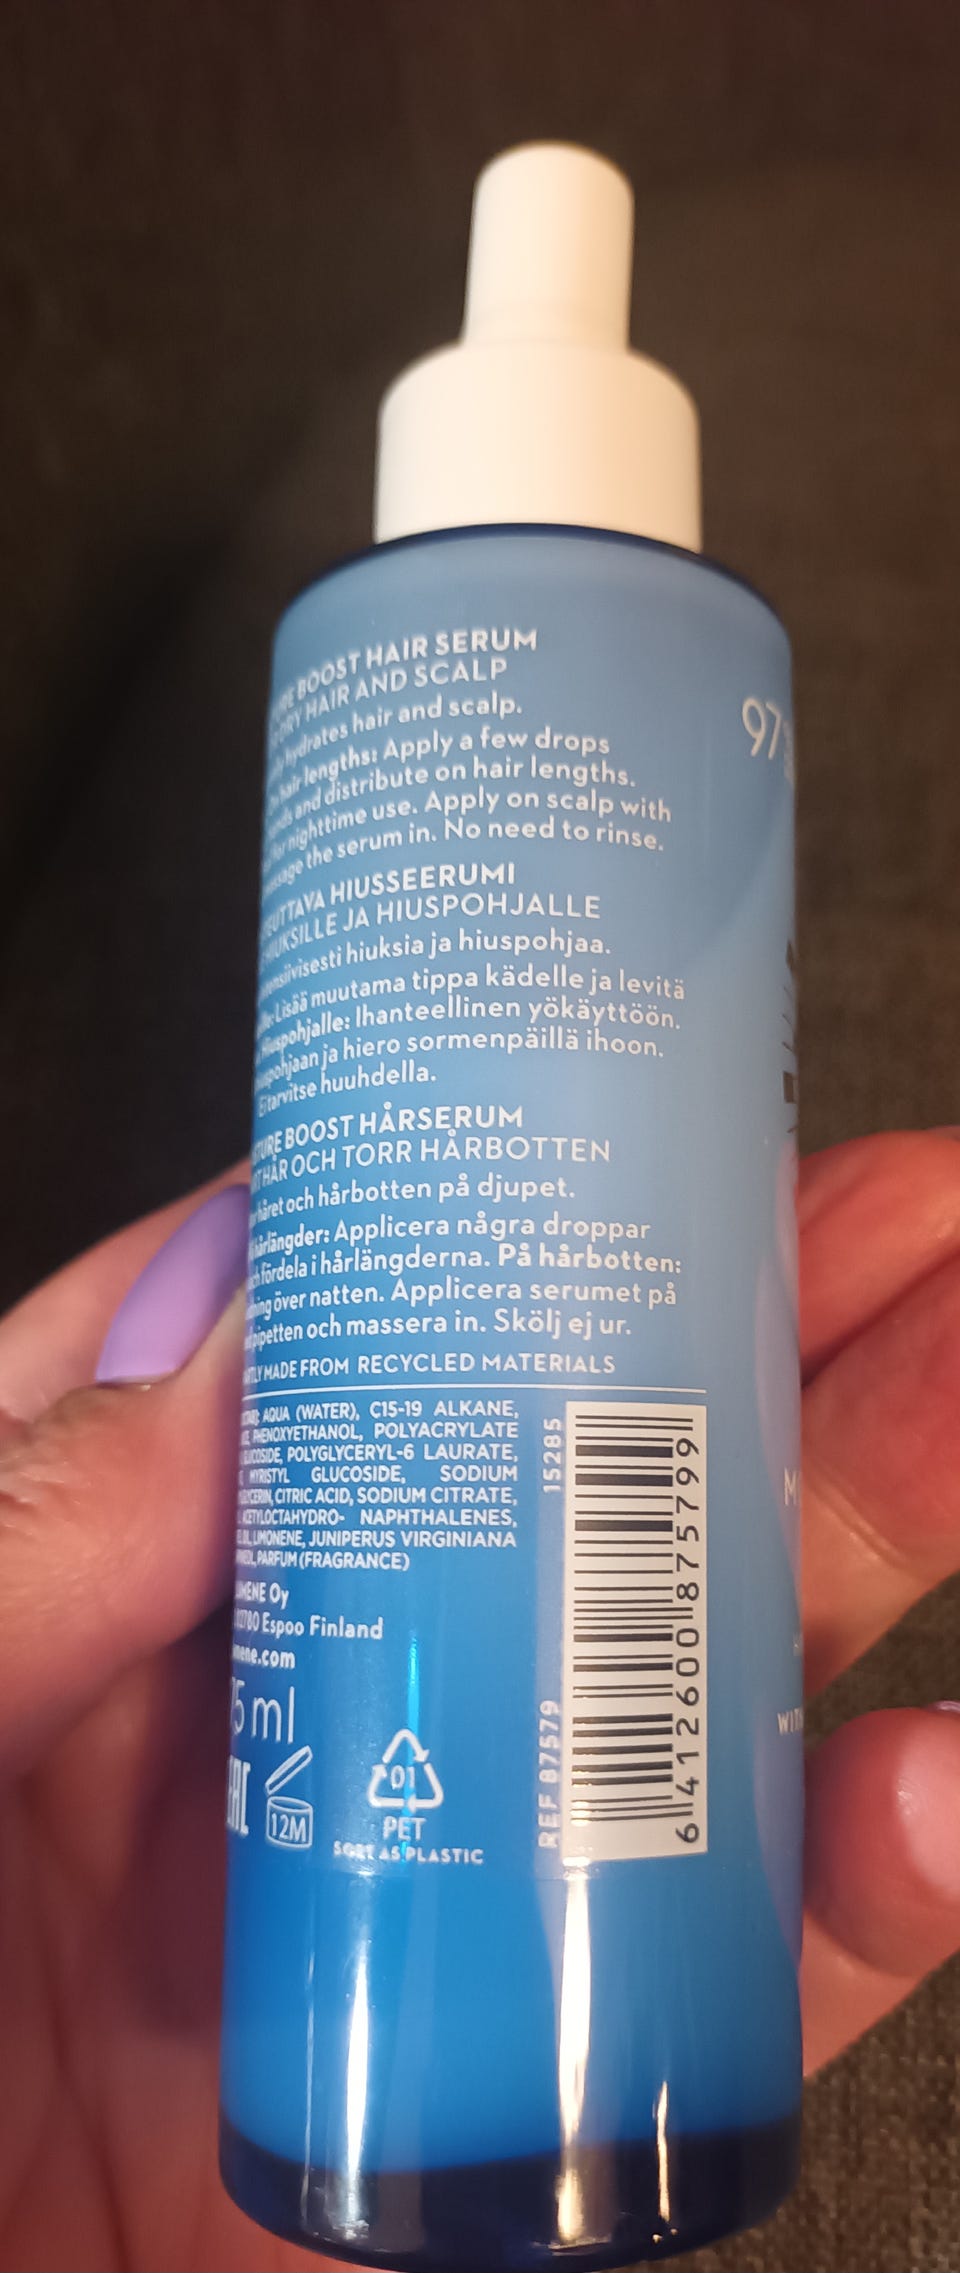 BOOST HAIR SERUM
DRY HAIR AND SCALP
hydrates hair and scalp.
hair lengths: Apply a few drops
and distribute on hair lengths.
nighttime use. Apply on scalp with
the serum in. No need to rinse.
HIUSSEERUMI
JA HIUSPOHJALLE
hiuksia ja hiuspohjaa.
Lisää muutama tippa kädelle ja levitä
Ihanteellinen yökäyttöön.
ja hiero sormenpäillä ihoon.
Ei tarvitse huuhdella.
BOOST HÅRSERUM
HÅR OCH TORR HÅRBOTTEN
håret och hårbotten på djupet.
Applicera några droppar
fördela i hårlängderna. På hårbotten:
över natten. Applicera serumet på
pipetten och massera in. Skölj ej ur.
MADE FROM RECYCLED MATERIALS
AQUA (WATER), C15-19 ALKANE,
PHENOXYETHANOL, POLYACRYLATE
POLYGLYCERYL-6 LAURATE,
MYRISTYL GLUCOSIDE, SODIUM
CITRIC ACID, SODIUM CITRATE,
NAPHTHALENES,
LIMONENE, JUNIPERUS VIRGINIANA
PARFUM (FRAGRANCE)
Oy
Espoo Finland
ml
12M
01
PET
SORT AS PLASTIC
15285
REF 87579
6 412600 875799
97